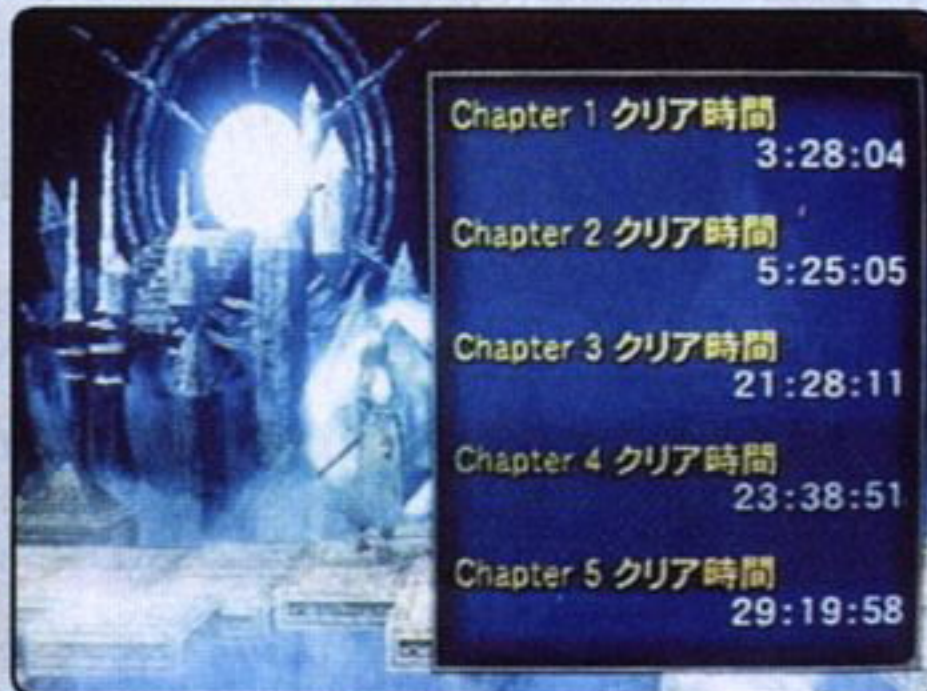 Chapter 1 クリア時間
3:28:04
Chapter 2 クリア時間
5:25:05
Chapter 3 クリア時間
21:28:11
Chapter 4 クリア時間
23:38:51
Chapter 5 クリア時間
29:19:58